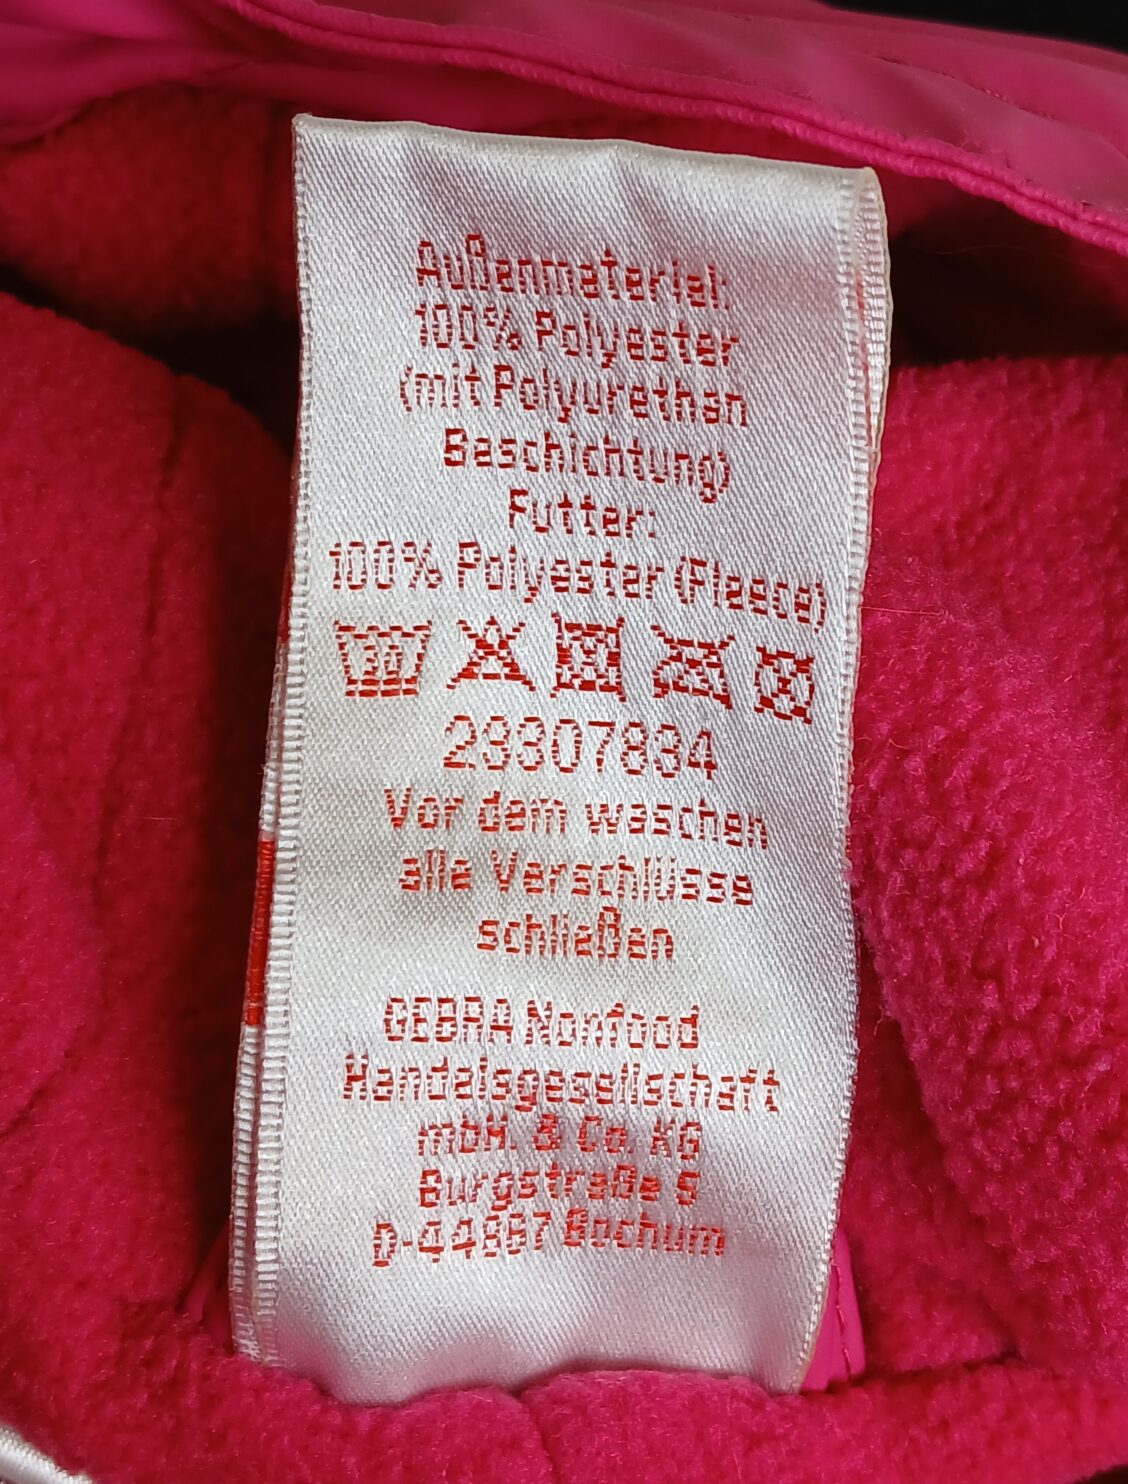 Außenmaterial:
100% Polyester
(mit Polyurethan
Beschichtung)
Futter:
100% Polyester (Fleece)
30
23307834
Vor dem waschen
alle Verschlüsse
schließen
GEBRA Nonfood
Handelsgesellschaft
mbH. & Co. KG
Burgstraße 5
D-44867 Bochum